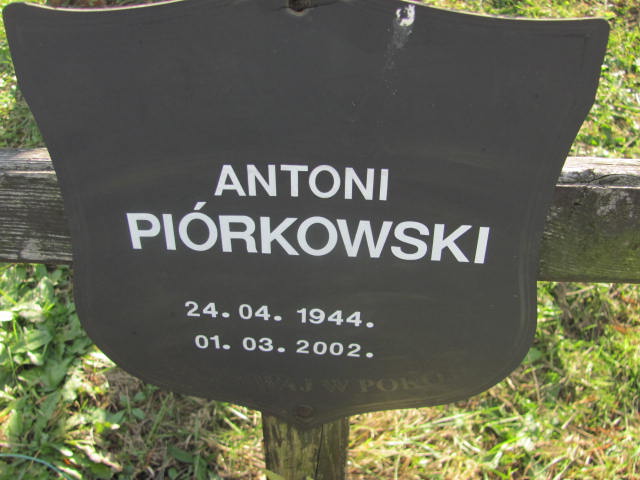 ANTONI
PIÓRKOWSKI
24. 04. 1944.
01. 03. 2002.
W